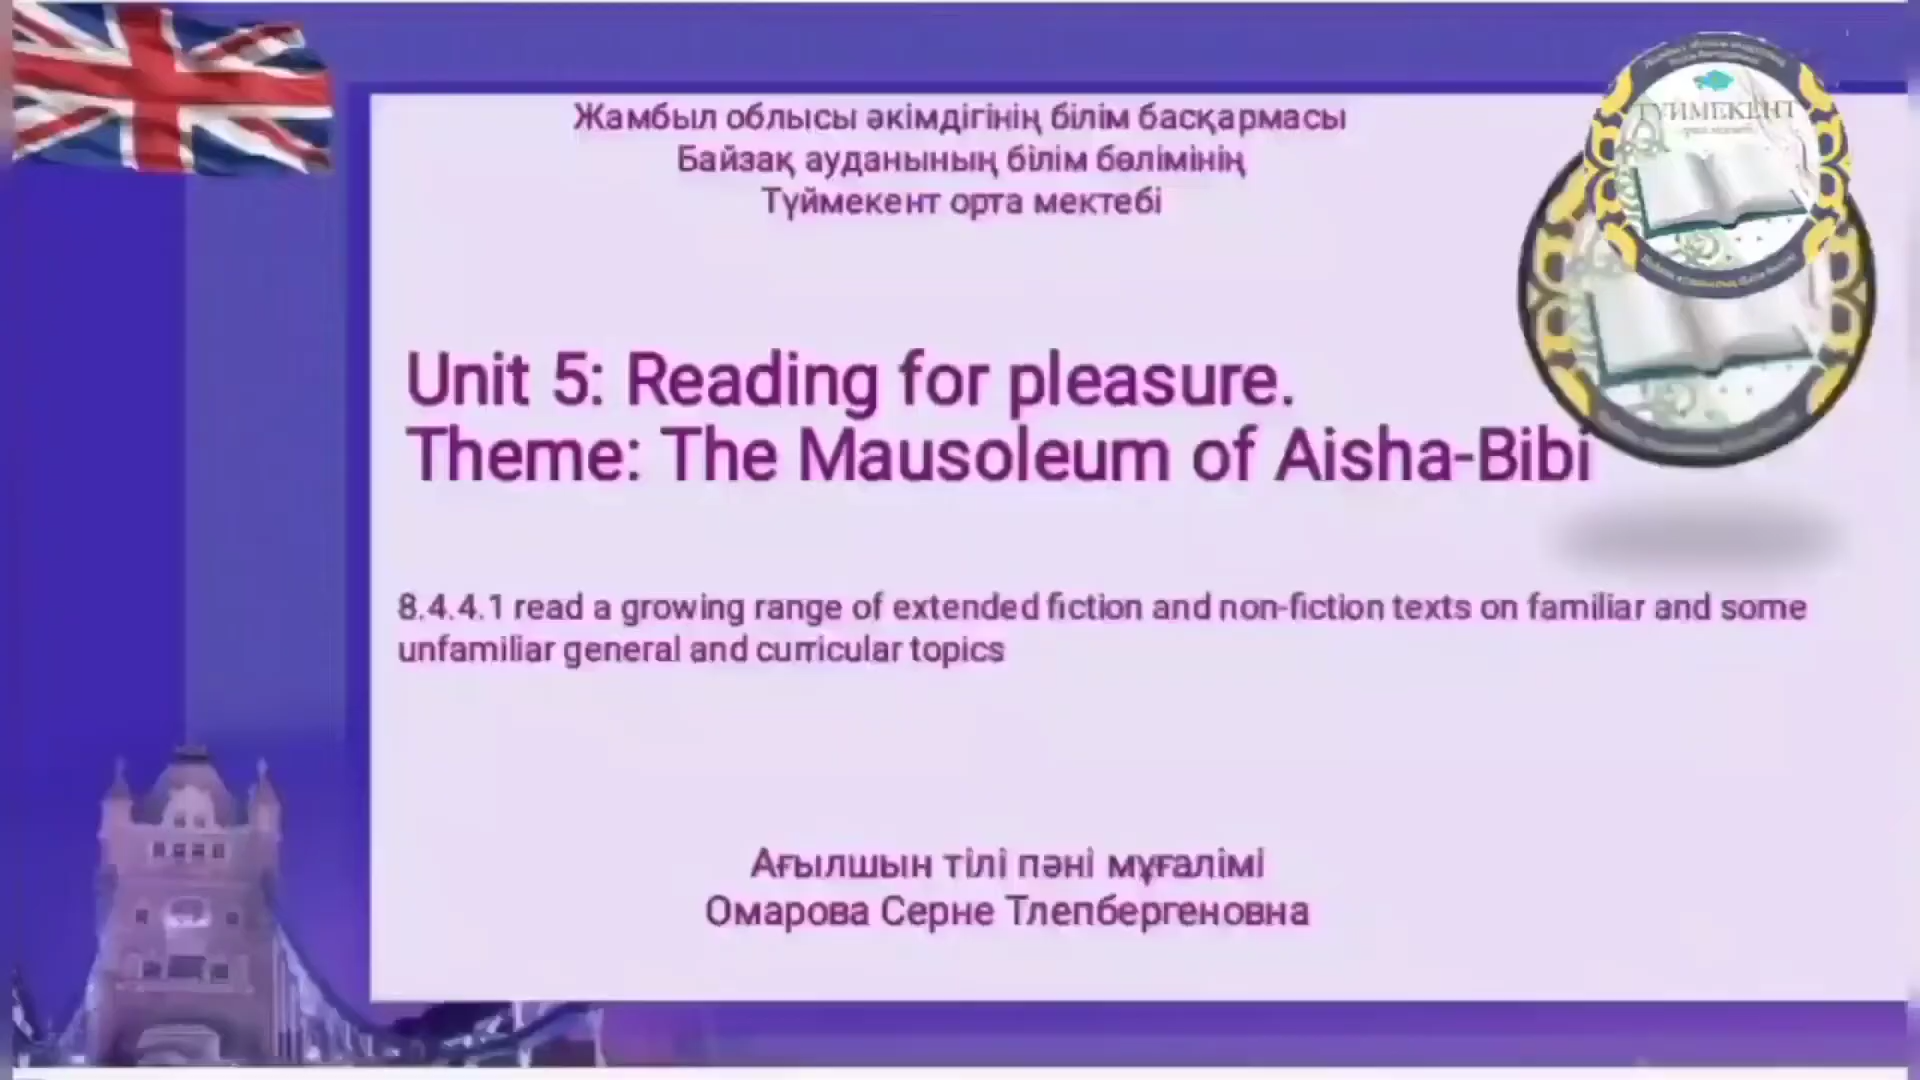 Жамбыл облысы әкімдігінің білім басқармасы
Байзақ ауданының білім бөлімінің
Түймекент орта мектебі
ТҮЙМЕКЕНТ
Unit 5: Reading for pleasure.
Theme: The Mausoleum of Aisha-Bibi
8.4.4.1 read a growing range of extended fiction and non-fiction texts on familiar and some
unfamiliar general and curricular topics
Ағылшын тілі пәні мұғалімі
Омарова Серне Тлепбергеновна